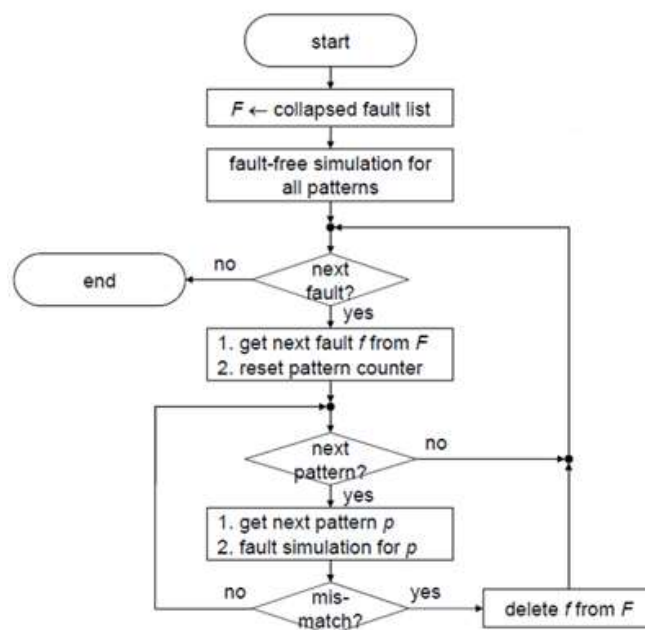 start
F ← collapsed fault list
fault-free simulation for
all patterns
no
next
fault?
end
yes
1. get next fault f from F
2. reset pattern counter
next
pattern?
no
yes
1. get next pattern p
2. fault simulation for p
no
mis-
match?
yes
delete f from F